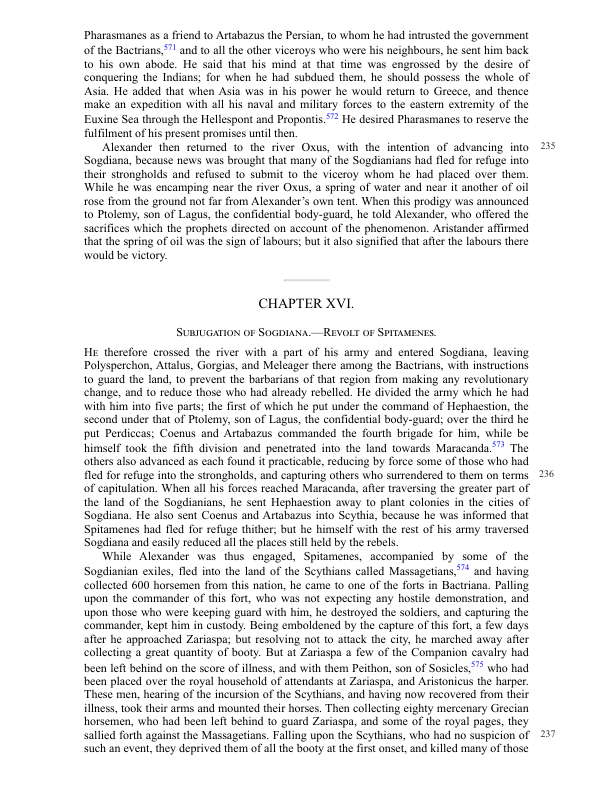 Pharasmanes as a friend to Artabazus the Persian, to whom he had intrusted the government
of the Bactrians,571 and to all the other viceroys who were his neighbours, he sent him back
to his own abode. He said that his mind at that time was engrossed by the desire of
conquering the Indians; for when he had subdued them, he should possess the whole of
Asia. He added that when Asia was in his power he would return to Greece, and thence
make an expedition with all his naval and military forces to the eastern extremity of the
Euxine Sea through the Hellespont and Propontis.572 He desired Pharasmanes to reserve the
fulfilment of his present promises until then.
Alexander then returned to the river Oxus, with the intention of advancing into 235
Sogdiana, because news was brought that many of the Sogdianians had fled for refuge into
their strongholds and refused to submit to the viceroy whom he had placed over them.
While he was encamping near the river Oxus, a spring of water and near it another of oil
rose from the ground not far from Alexander's own tent. When this prodigy was announced
to Ptolemy, son of Lagus, the confidential body-guard, he told Alexander, who offered the
sacrifices which the prophets directed on account of the phenomenon. Aristander affirmed
that the spring of oil was the sign of labours; but it also signified that after the labours there
would be victory.
CHAPTER XVI.
Subjugation of Sogdiana.—Revolt of Spitamenes.
He therefore crossed the river with a part of his army and entered Sogdiana, leaving
Polysperchon, Attalus, Gorgias, and Meleager there among the Bactrians, with instructions
to guard the land, to prevent the barbarians of that region from making any revolutionary
change, and to reduce those who had already rebelled. He divided the army which he had
with him into five parts; the first of which he put under the command of Hephaestion, the
second under that of Ptolemy, son of Lagus, the confidential body-guard; over the third he
put Perdiccas; Coenus and Artabazus commanded the fourth brigade for him, while be
himself took the fifth division and penetrated into the land towards Maracanda.573 The
others also advanced as each found it practicable, reducing by force some of those who had
fled for refuge into the strongholds, and capturing others who surrendered to them on terms 236
of capitulation. When all his forces reached Maracanda, after traversing the greater part of
the land of the Sogdianians, he sent Hephaestion away to plant colonies in the cities of
Sogdiana. He also sent Coenus and Artabazus into Scythia, because he was informed that
Spitamenes had fled for refuge thither; but he himself with the rest of his army traversed
Sogdiana and easily reduced all the places still held by the rebels.
While Alexander was thus engaged, Spitamenes, accompanied by some of the
Sogdianian exiles, fled into the land of the Scythians called Massagetians,574 and having
collected 600 horsemen from this nation, he came to one of the forts in Bactriana. Palling
upon the commander of this fort, who was not expecting any hostile demonstration, and
upon those who were keeping guard with him, he destroyed the soldiers, and capturing the
commander, kept him in custody. Being emboldened by the capture of this fort, a few days
after he approached Zariaspa; but resolving not to attack the city, he marched away after
collecting a great quantity of booty. But at Zariaspa a few of the Companion cavalry had
been left behind on the score of illness, and with them Peithon, son of Sosicles,575 who had
been placed over the royal household of attendants at Zariaspa, and Aristonicus the harper.
These men, hearing of the incursion of the Scythians, and having now recovered from their
illness, took their arms and mounted their horses. Then collecting eighty mercenary Grecian
horsemen, who had been left behind to guard Zariaspa, and some of the royal pages, they
sallied forth against the Massagetians. Falling upon the Scythians, who had no suspicion of 237
such an event, they deprived them of all the booty at the first onset, and killed many of those